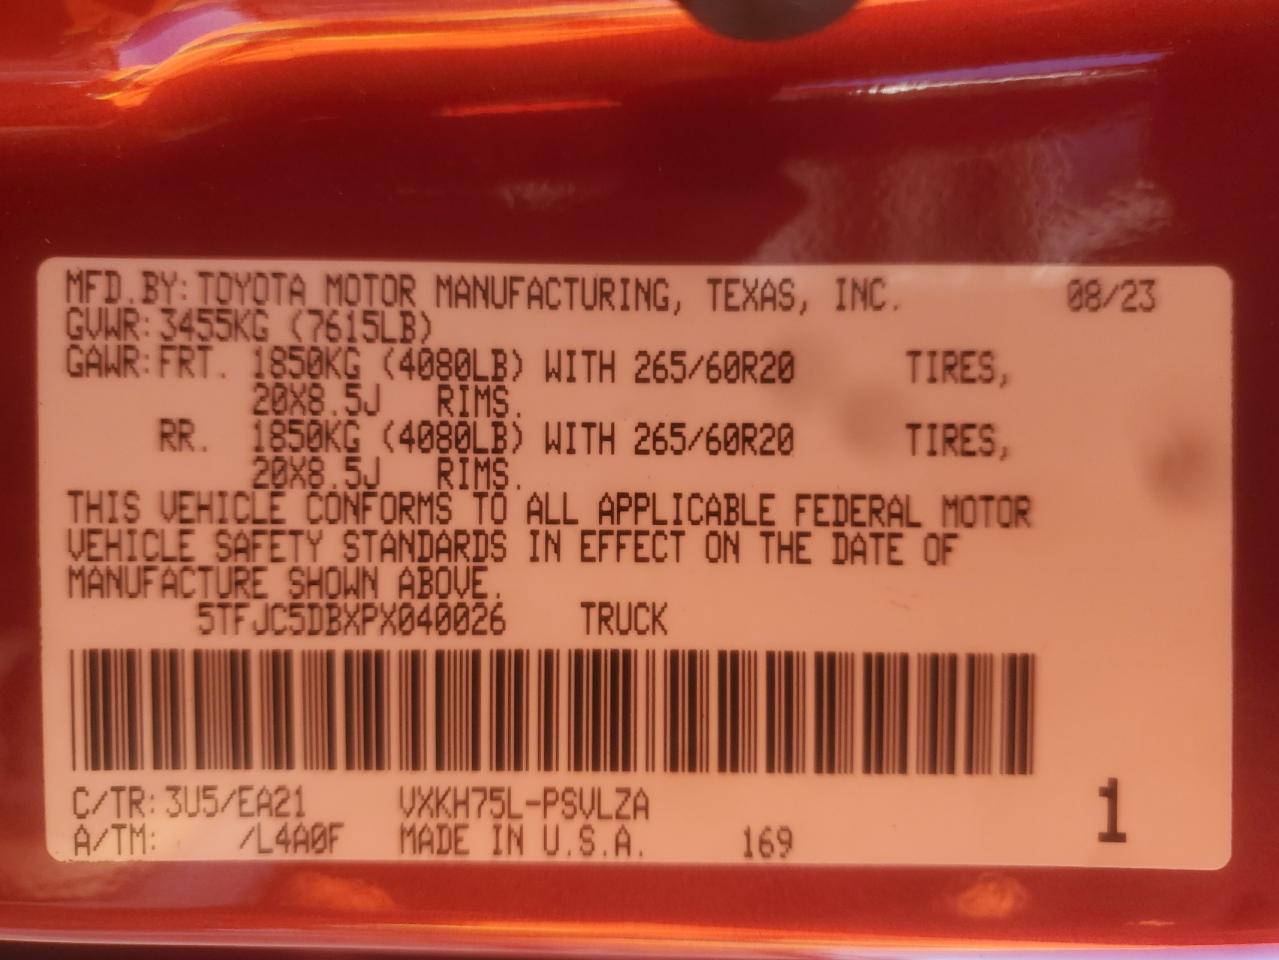 MFD.BY:TOYOTA MOTOR MANUFACTURING, TEXAS, INC. 08/23
GVWR:3455KG (7615LB)
GAWR:FRT. 1850KG (4080LB) WITH 265/60R20 TIRES,
20X8.5J RIMS.
RR. 1850KG (4080LB) WITH 265/60R20 TIRES,
20X8.5J RIMS.
THIS VEHICLE CONFORMS TO ALL APPLICABLE FEDERAL MOTOR
VEHICLE SAFETY STANDARDS IN EFFECT ON THE DATE OF
MANUFACTURE SHOWN ABOVE.
5TFJC5DBXPX040026 TRUCK
C/TR:3U5/EA21 VXKH75L-PSVLZA
A/TM: /L4A0F MADE IN U.S.A. 169 1